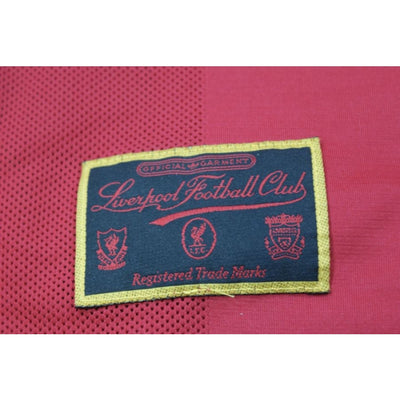 OFFICIAL GARMENT
Liverpool Football Club
L.F.C
Registered Trade Marks